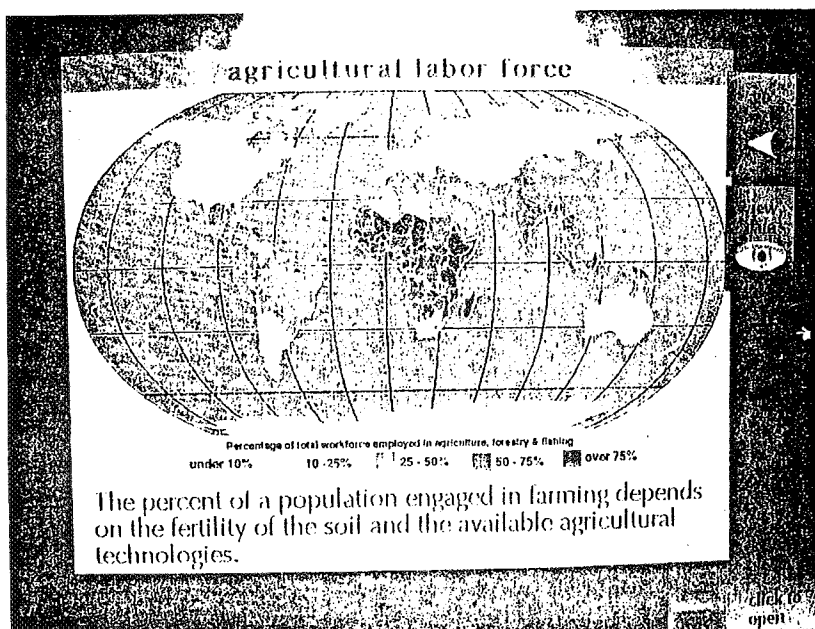 agricultural labor force
Percentage of total workforce employed in agriculture, forestry & fishing
under 10% 10-25% 25-50% 50-75% over 75%
The percent of a population engaged in farming depends
on the fertility of the soil and the available agricultural
technologies.
view
click to
open